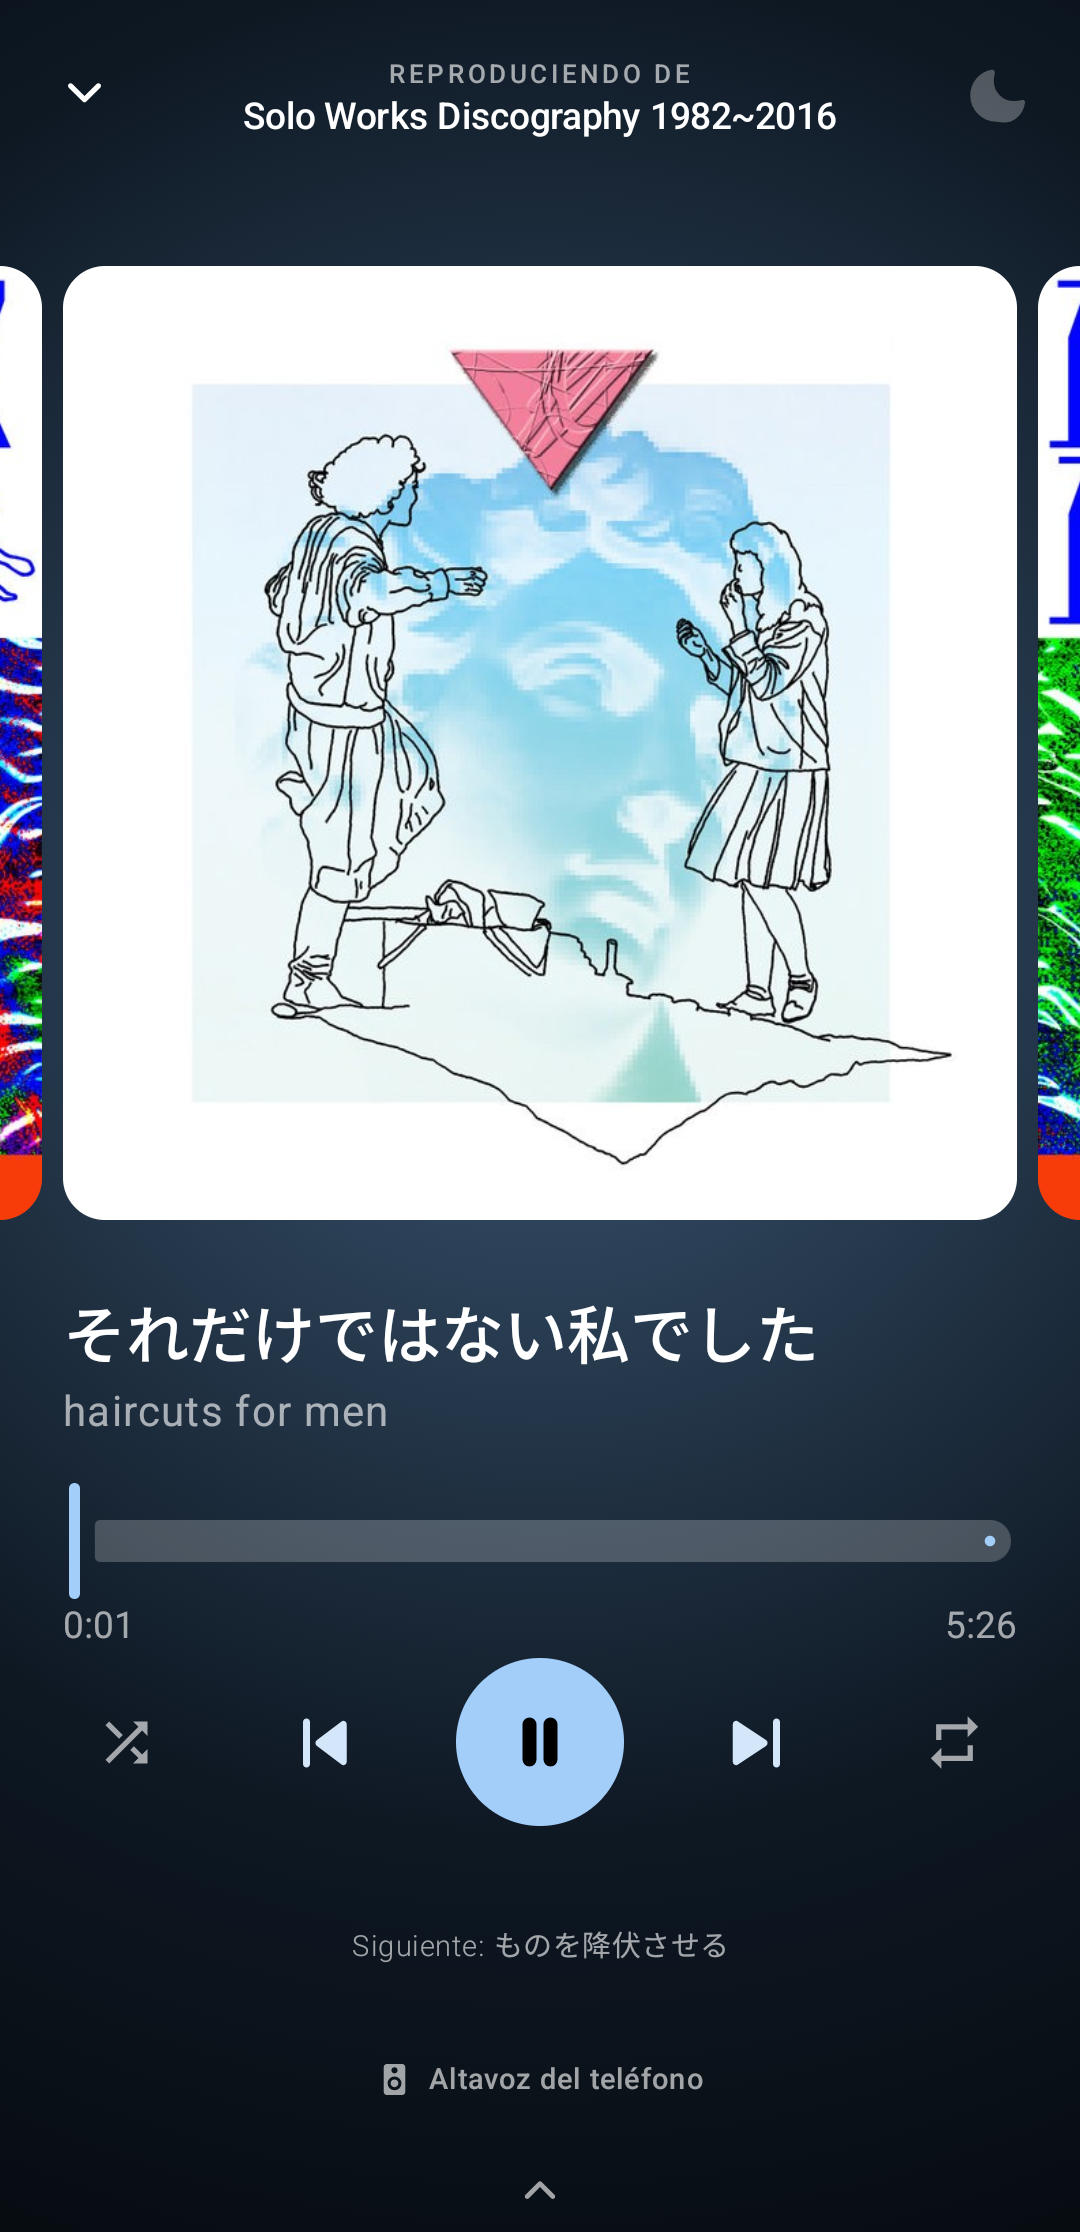 REPRODUCIENDO DE
Solo Works Discography 1982~2016
それだけではない私でした
haircuts for men
0:01
5:26
Siguiente: ものを降伏させる
Altavoz del teléfono